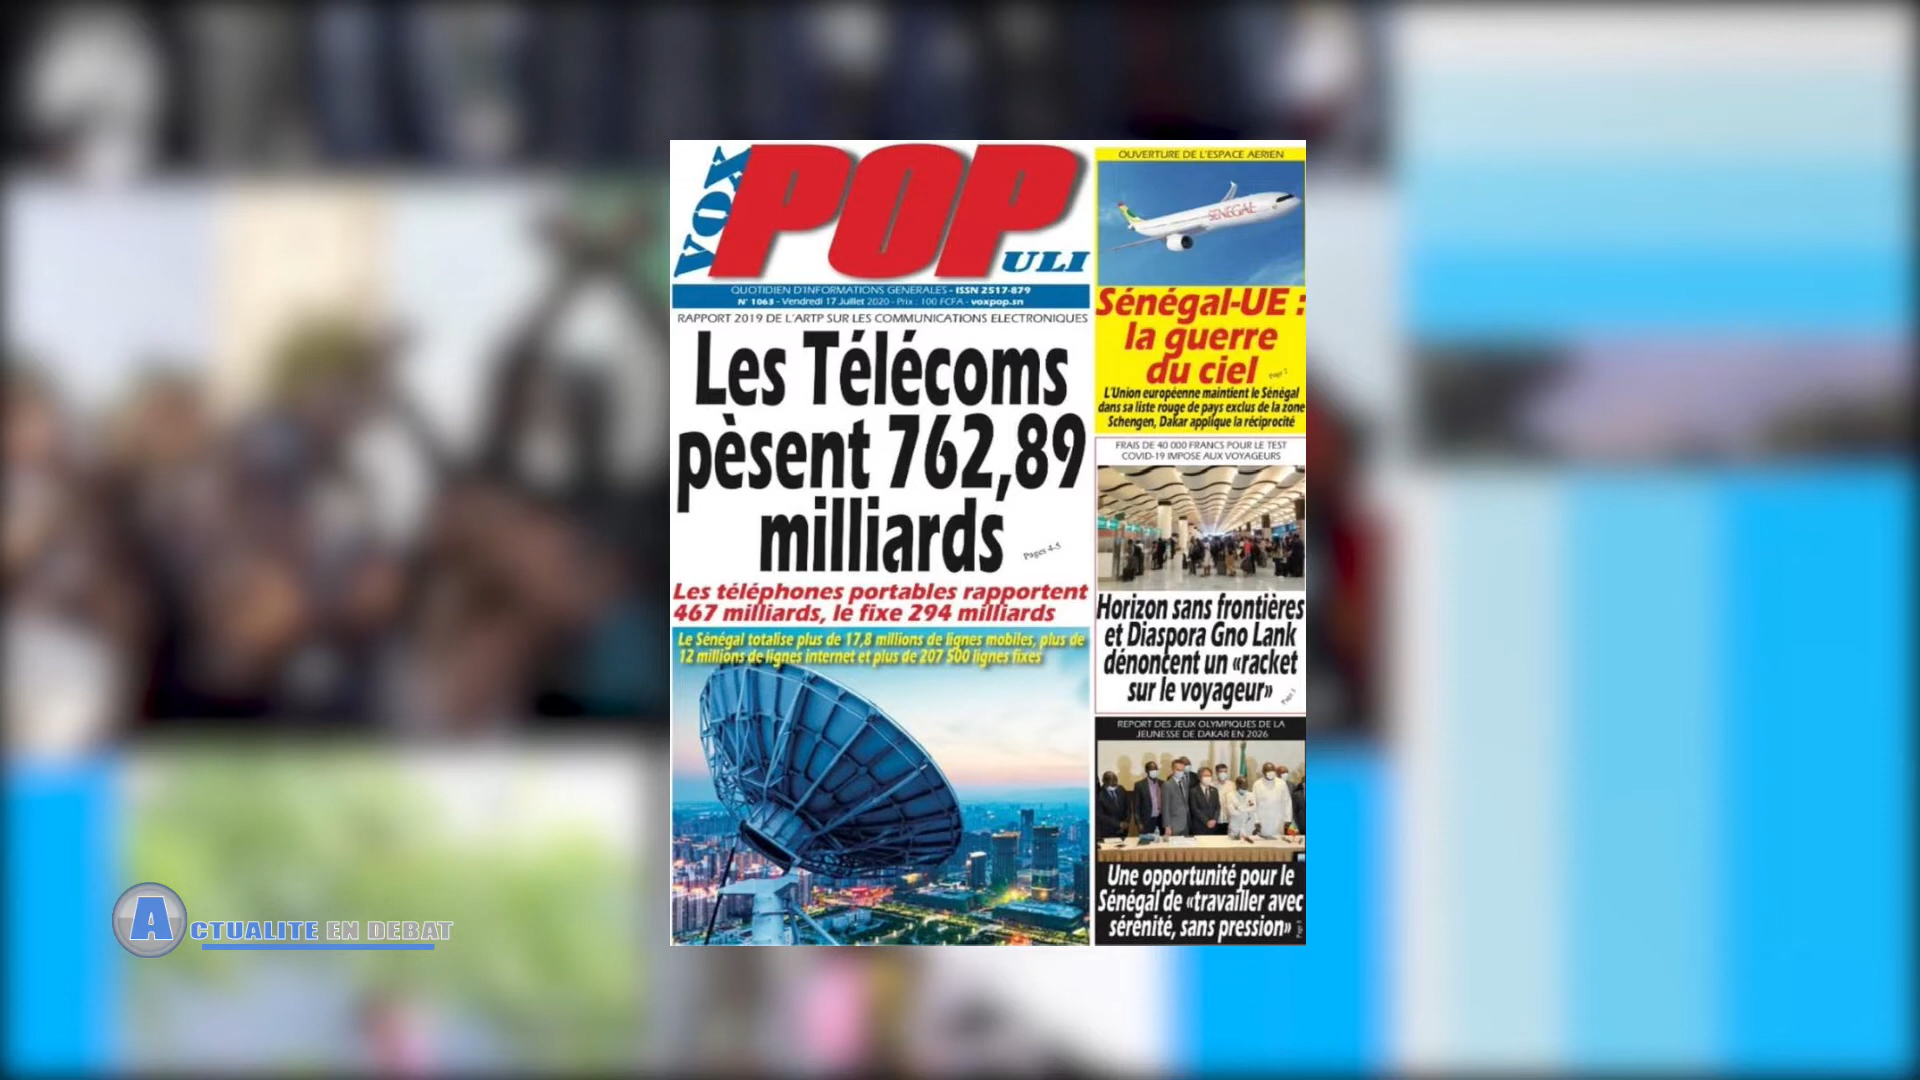 VOX
POP
ULI
QUOTIDIEN D'INFORMATIONS GENERALES - ISSN 2517-879
N° 1063 - Vendredi 17 Juillet 2020 - Prix : 100 FCFA - voxpop.sn
RAPPORT 2019 DE L'ARTP SUR LES COMMUNICATIONS ELECTRONIQUES
Les Télécoms
pèsent 762,89
milliards
Pages 4-5
Les téléphones portables rapportent
467 milliards, le fixe 294 milliards
Le Sénégal totalise plus de 17,8 millions de lignes mobiles, plus de
12 millions de lignes internet et plus de 207 500 lignes fixes
OUVERTURE DE L'ESPACE AERIEN
SENEGAL
Sénégal-UE :
la guerre
du ciel
Page 2
L'Union européenne maintient le Sénégal
dans sa liste rouge de pays exclus de la zone
Schengen, Dakar applique la réciprocité
FRAIS DE 40 000 FRANCS POUR LE TEST
COVID-19 IMPOSE AUX VOYAGEURS
Horizon sans frontières
et Diaspora Gno Lank
dénoncent un «racket
sur le voyageur»
REPORT DES JEUX OLYMPIQUES DE LA
JEUNESSE DE DAKAR EN 2026
Une opportunité pour le
Sénégal de «travailler avec
sérénité, sans pression»
ACTUALITE EN DEBAT